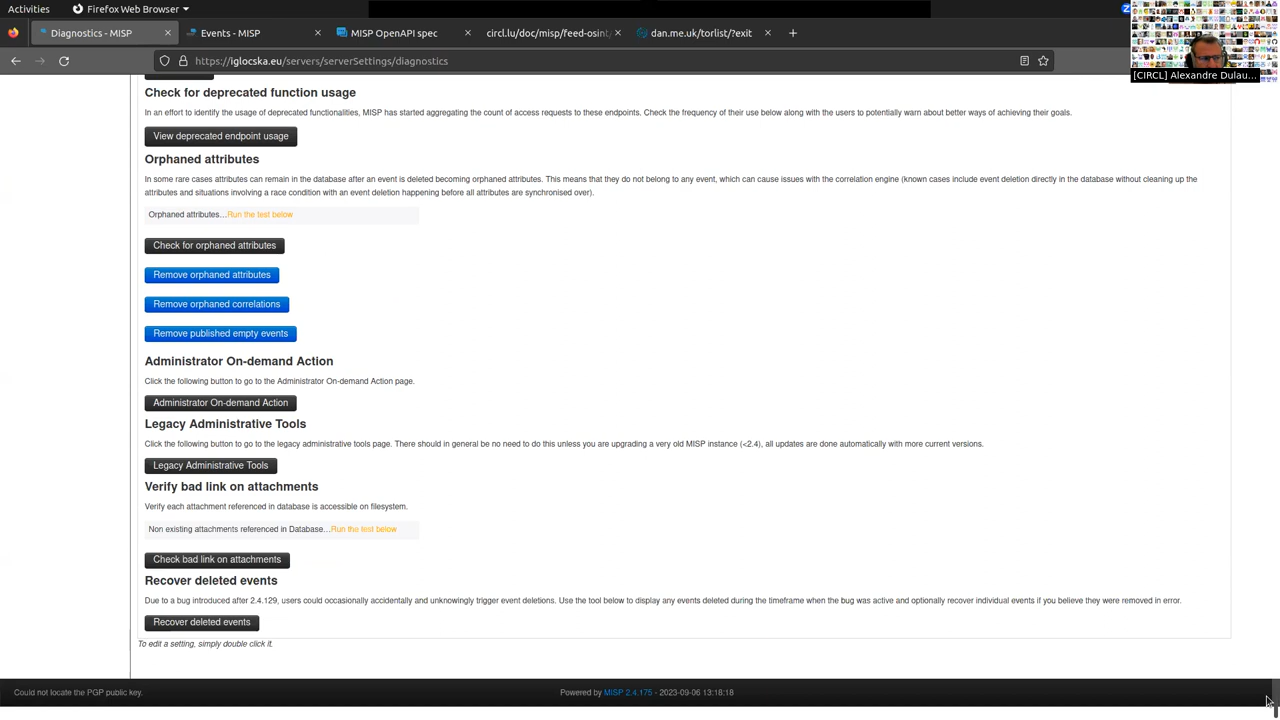 Activities
Firefox Web Browser
Diagnostics - MISP
Events - MISP
MISP OpenAPI spec
dan.me.uk/torlist/?exit
https://iglocska.eu/servers/serverSettings/diagnostics
[CIRCL] Alexandre Dulau...
Check for deprecated function usage
In an effort to identify the usage of deprecated functionalities, MISP has started aggregating the count of access requests to these endpoints. Check the frequency of their use below along with the users to potentially warn about better ways of achieving their goals.
View deprecated endpoint usage
Orphaned attributes
In some rare cases attributes can remain in the database after an event is deleted becoming orphaned attributes. This means that they do not belong to any event, which can cause issues with the correlation engine (known cases include event deletion directly in the database without cleaning up the
attributes and situations involving a race condition with an event deletion happening before all attributes are synchronised over).
Orphaned attributes…Run the test below
Check for orphaned attributes
Remove orphaned attributes
Remove orphaned correlations
Remove published empty events
Administrator On-demand Action
Click the following button to go to the Administrator On-demand Action page.
Administrator On-demand Action
Legacy Administrative Tools
Click the following button to go to the legacy administrative tools page. There should in general be no need to do this unless you are upgrading a very old MISP instance (<2.4), all updates are done automatically with more current versions.
Legacy Administrative Tools
Verify bad link on attachments
Verify each attachment referenced in database is accessible on filesystem.
Non existing attachments referenced in Database…Run the test below
Check bad link on attachments
Recover deleted events
Due to a bug introduced after 2.4.129, users could occasionally accidentally and unknowingly trigger event deletions. Use the tool below to display any events deleted during the timeframe when the bug was active and optionally recover individual events if you believe they were removed in error.
Recover deleted events
To edit a setting, simply double click it.
Could not locate the PGP public key.
Powered by MISP 2.4.175 - 2023-09-06 13:18:18